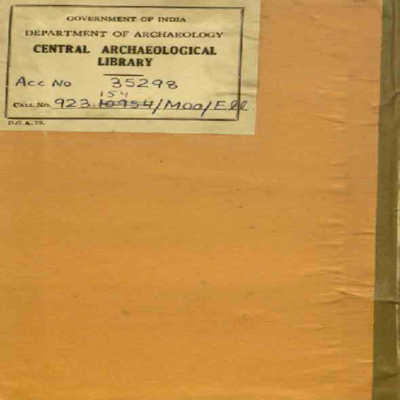 GOVERNMENT OF INDIA
DEPARTMENT OF ARCHAEOLOGY
CENTRAL ARCHAEOLOGICAL
LIBRARY
Acc No 35298
154
CALL No. 923.10954/Moo/Ell.
D.G.A. 79.